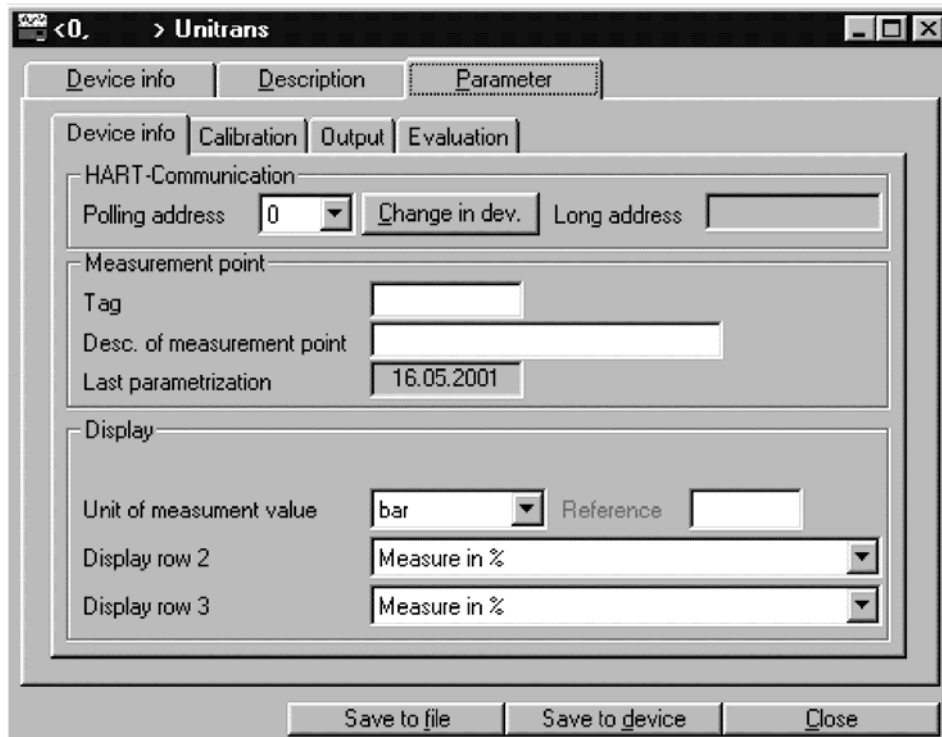 <0,      > Unitrans
Device info Description Parameter
Device info Calibration Output Evaluation
HART-Communication
Polling address 0 Change in dev. Long address
Measurement point
Tag
Desc. of measurement point
Last parametrization 16.05.2001
Display
Unit of measument value bar Reference
Display row 2 Measure in %
Display row 3 Measure in %
Save to file Save to device Close